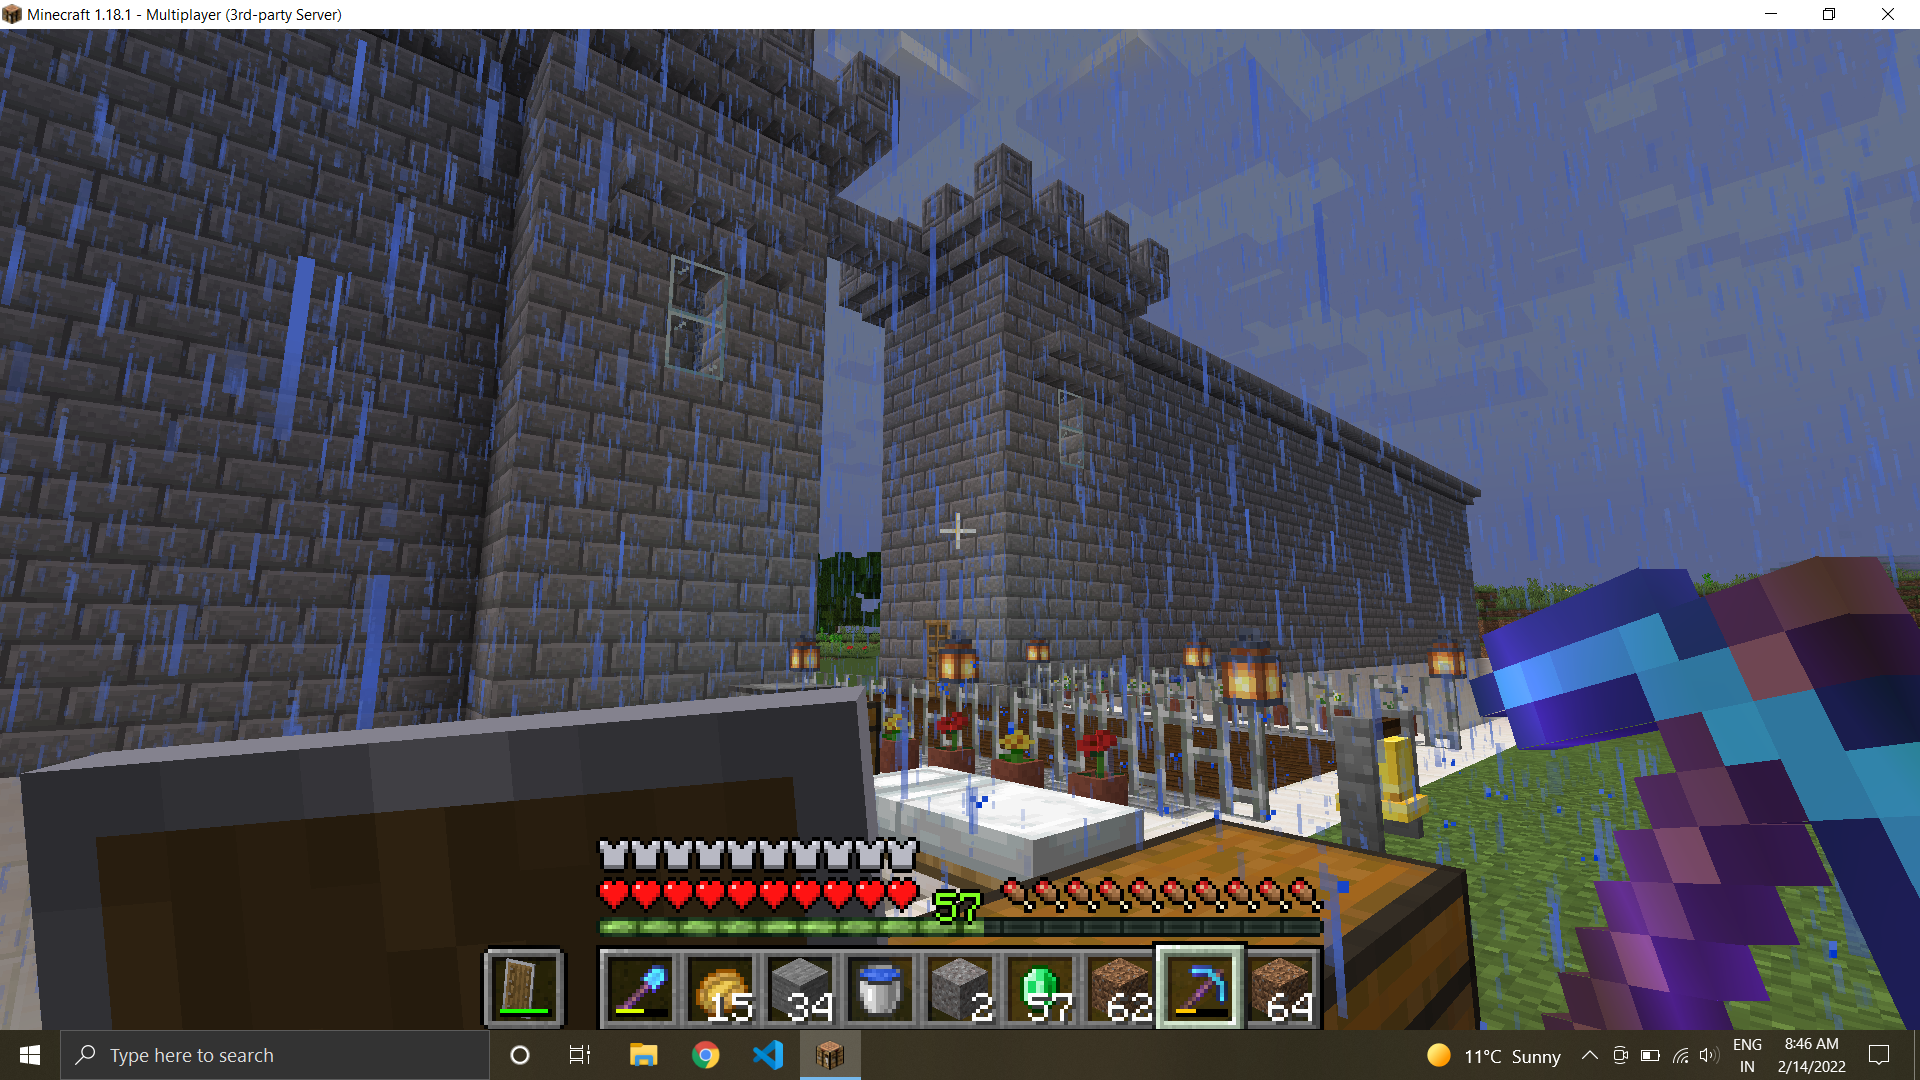 Minecraft 1.18.1 - Multiplayer (3rd-party Server)
57
15
34
2
57
62
64
Type here to search
11°C Sunny
ENG
IN
8:46 AM
2/14/2022